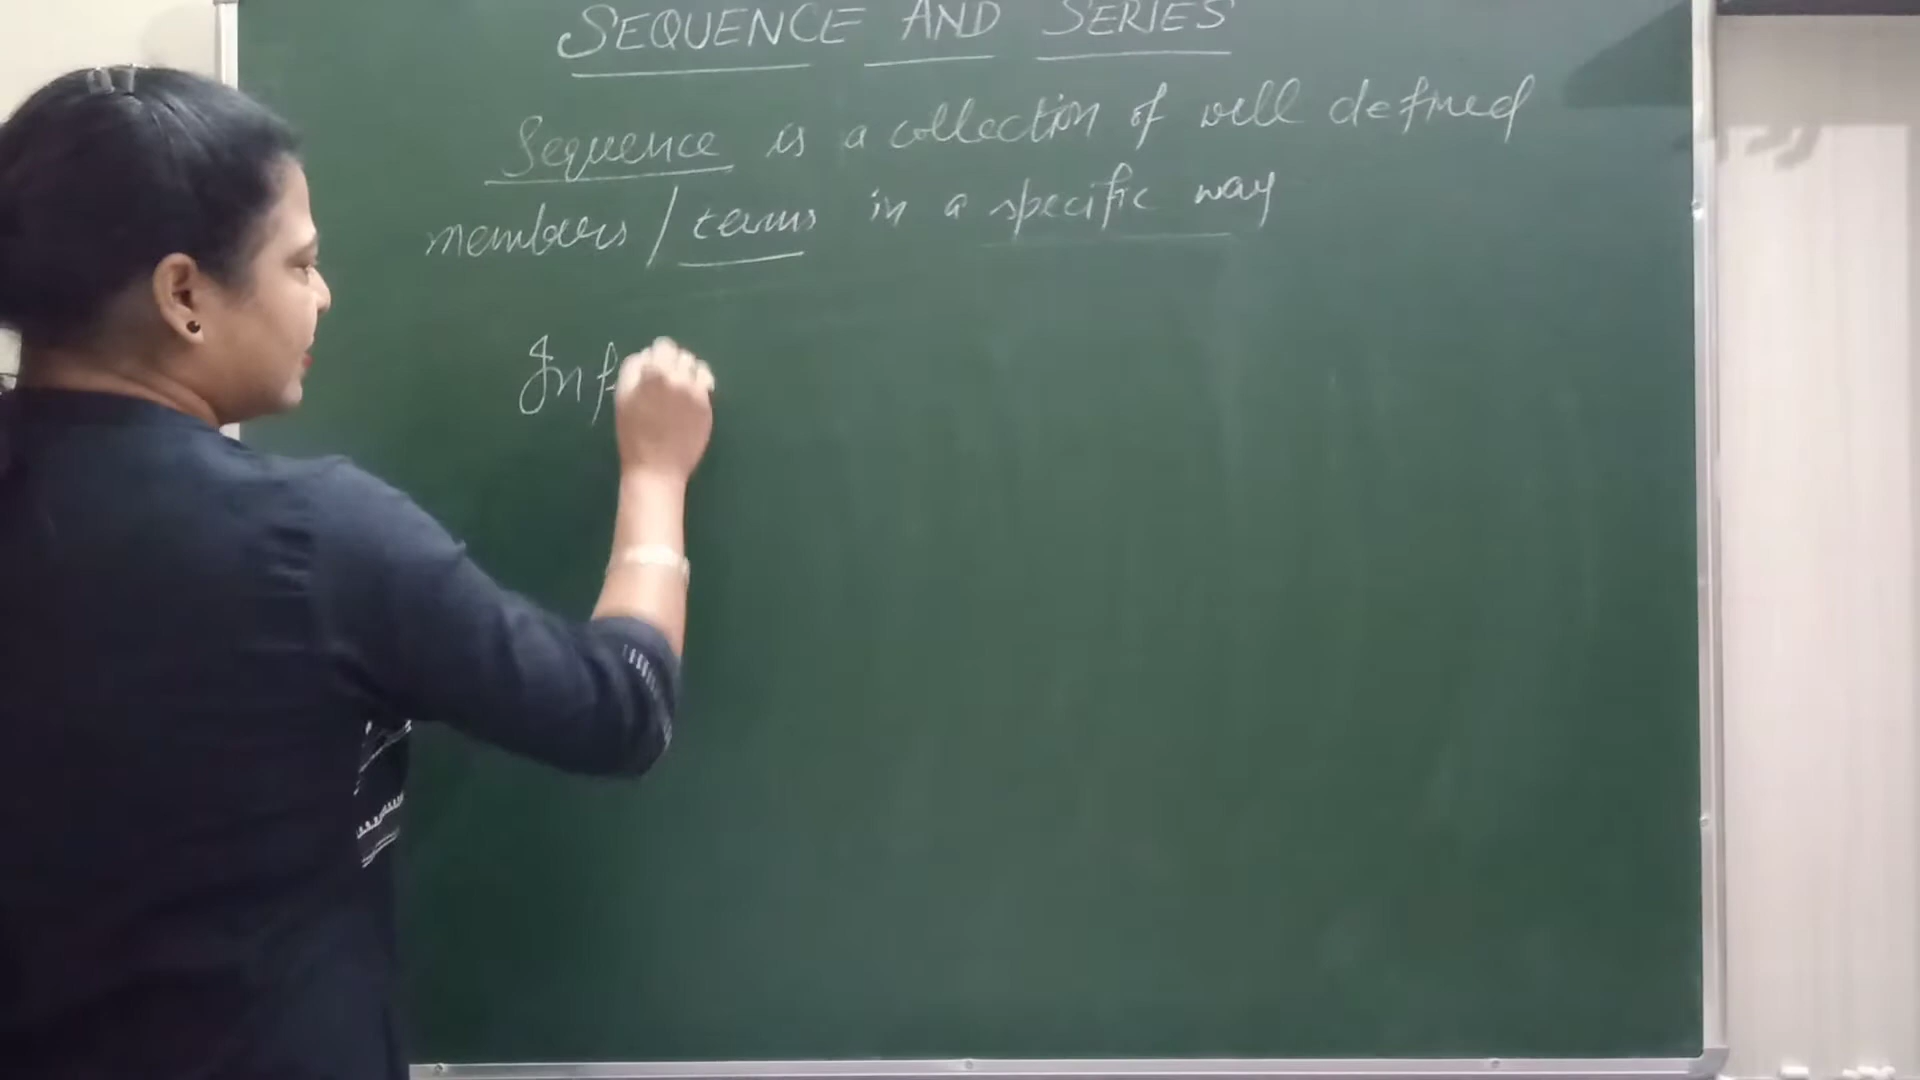 SEQUENCE AND SERIES
Sequence is a collection of well defined
members / terms in a specific way
Inf